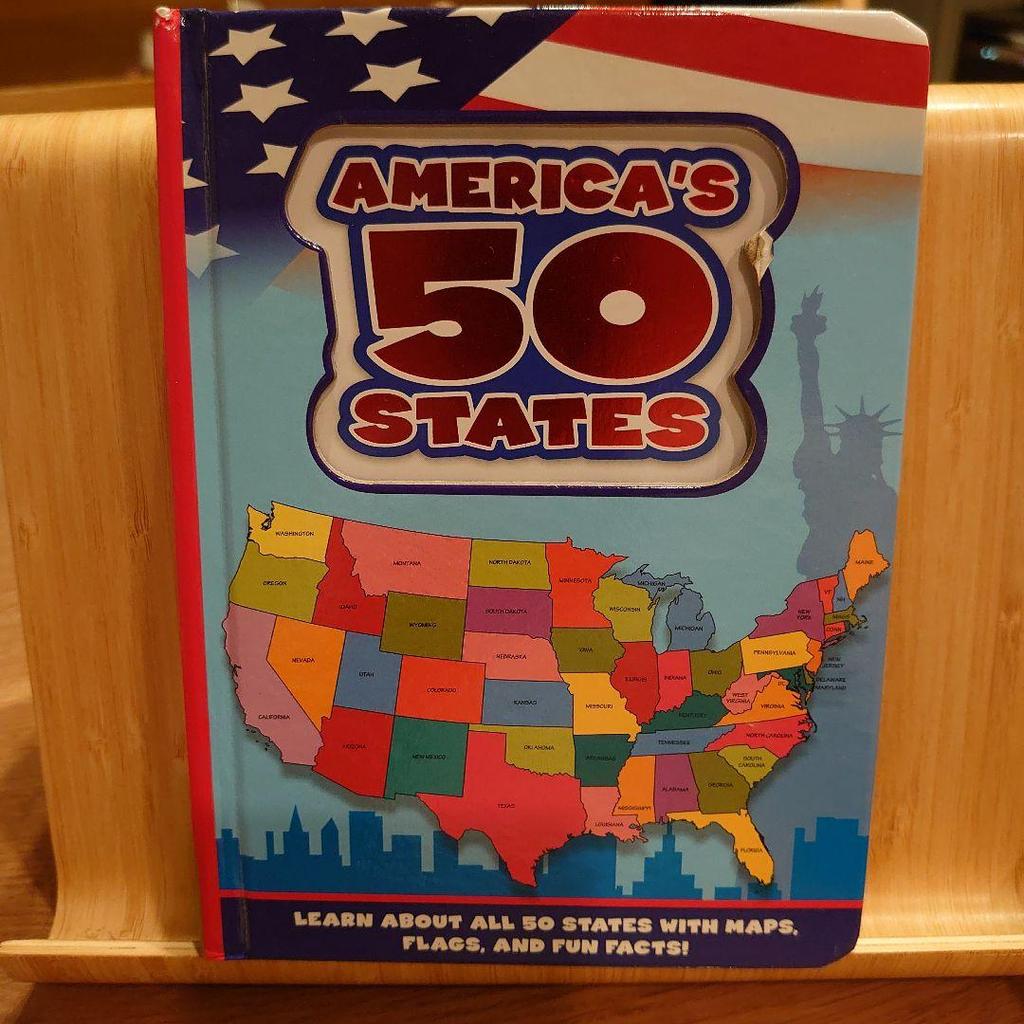 AMERICA'S
50
STATES
WASHINGTON
MONTANA
NORTH DAKOTA
MINNESOTA
MICHIGAN
MAINE
OREGON
IDAHO
WYOMING
SOUTH DAKOTA
WISCONSIN
MICHIGAN
NEW
YORK
VT
NH
MASS
CONN
NEVADA
UTAH
COLORADO
NEBRASKA
IOWA
ILLINOIS
INDIANA
OHIO
PENNSYLVANIA
NEW
JERSEY
DELAWARE
MARYLAND
DC
CALIFORNIA
KANSAS
MISSOURI
KENTUCKY
WEST
VIRGINIA
VIRGINIA
ARIZONA
NEW MEXICO
OKLAHOMA
ARKANSAS
TENNESSEE
NORTH CAROLINA
SOUTH
CAROLINA
TEXAS
LOUISIANA
MISSISSIPPI
ALABAMA
GEORGIA
FLORIDA
LEARN ABOUT ALL 50 STATES WITH MAPS,
FLAGS, AND FUN FACTS!